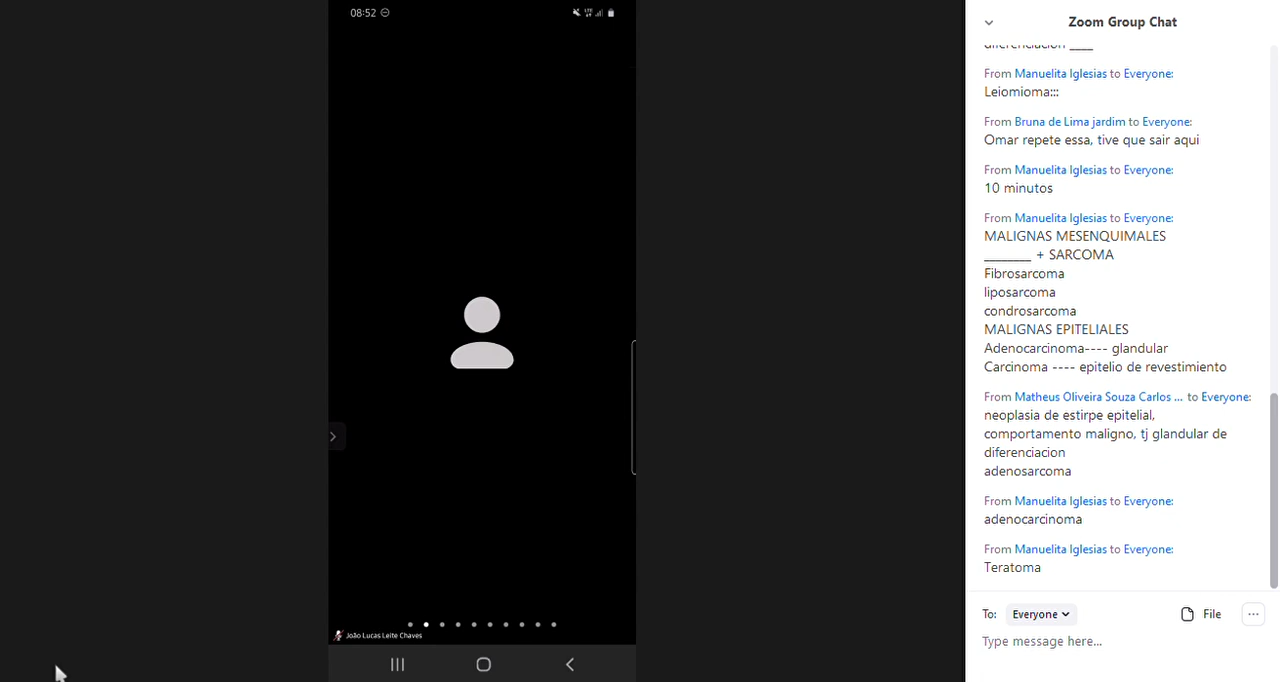 08:52
João Lucas Leite Chaves
Zoom Group Chat
diferenciacion ____
From Manuelita Iglesias to Everyone:
Leiomioma:::
From Bruna de Lima jardim to Everyone:
Omar repete essa, tive que sair aqui
From Manuelita Iglesias to Everyone:
10 minutos
From Manuelita Iglesias to Everyone:
MALIGNAS MESENQUIMALES
________ + SARCOMA
Fibrosarcoma
liposarcoma
condrosarcoma
MALIGNAS EPITELIALES
Adenocarcinoma---- glandular
Carcinoma ---- epitelio de revestimiento
From Matheus Oliveira Souza Carlos ... to Everyone:
neoplasia de estirpe epitelial,
comportamento maligno, tj glandular de
diferenciacion
adenosarcoma
From Manuelita Iglesias to Everyone:
adenocarcinoma
From Manuelita Iglesias to Everyone:
Teratoma
To: Everyone File ...
Type message here...